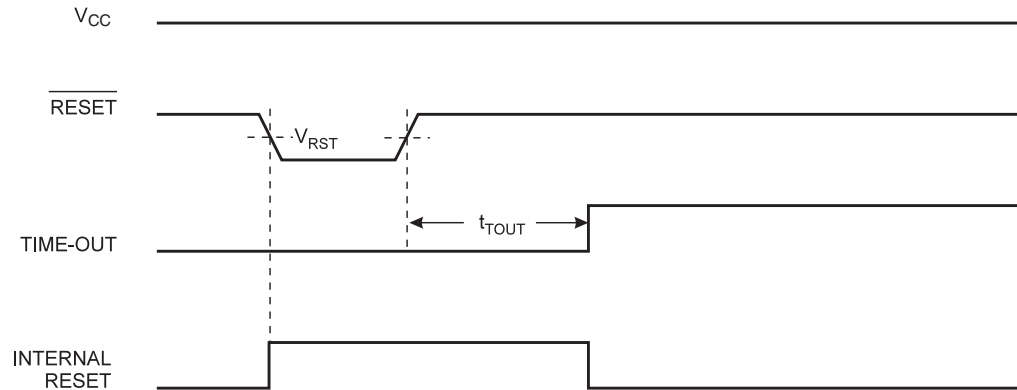 VCC
RESET
VRST
tTOUT
TIME-OUT
INTERNAL
RESET